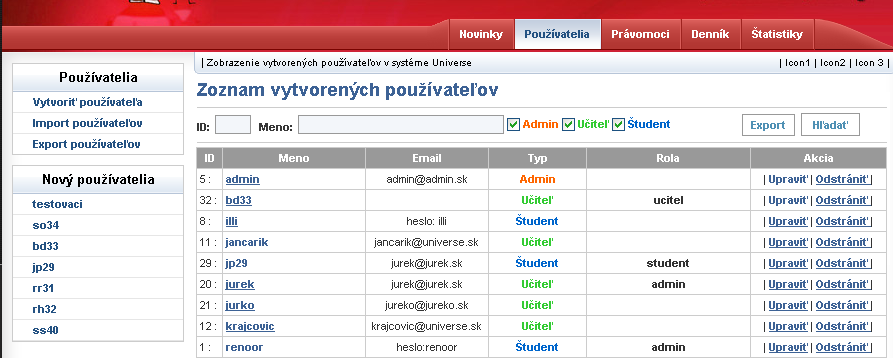 Novinky Používatelia Právomoci Denník Štatistiky
| Zobrazenie vytvorených používateľov v systéme Universe | Icon1 | Icon2 | Icon 3 |
Používatelia
Vytvoriť používateľa
Import používateľov
Export používateľov
Nový používatelia
testovaci
so34
bd33
jp29
rr31
rh32
ss40
Zoznam vytvorených používateľov
ID: Meno: Admin Učiteľ Študent Export Hľadať
ID Meno Email Typ Rola Akcia
5 : admin admin@admin.sk Admin | Upraviť | Odstrániť |
32 : bd33 Učiteľ ucitel | Upraviť | Odstrániť |
8 : illi heslo: illi Študent | Upraviť | Odstrániť |
11 : jancarik jancarik@universe.sk Učiteľ | Upraviť | Odstrániť |
29 : jp29 jurek@jurek.sk Študent student | Upraviť | Odstrániť |
20 : jurek jurek@jurek.sk Učiteľ admin | Upraviť | Odstrániť |
21 : jurko jureko@jureko.sk Učiteľ | Upraviť | Odstrániť |
12 : krajcovic krajcovic@universe.sk Učiteľ | Upraviť | Odstrániť |
1 : renoor heslo:renoor Študent admin | Upraviť | Odstrániť |